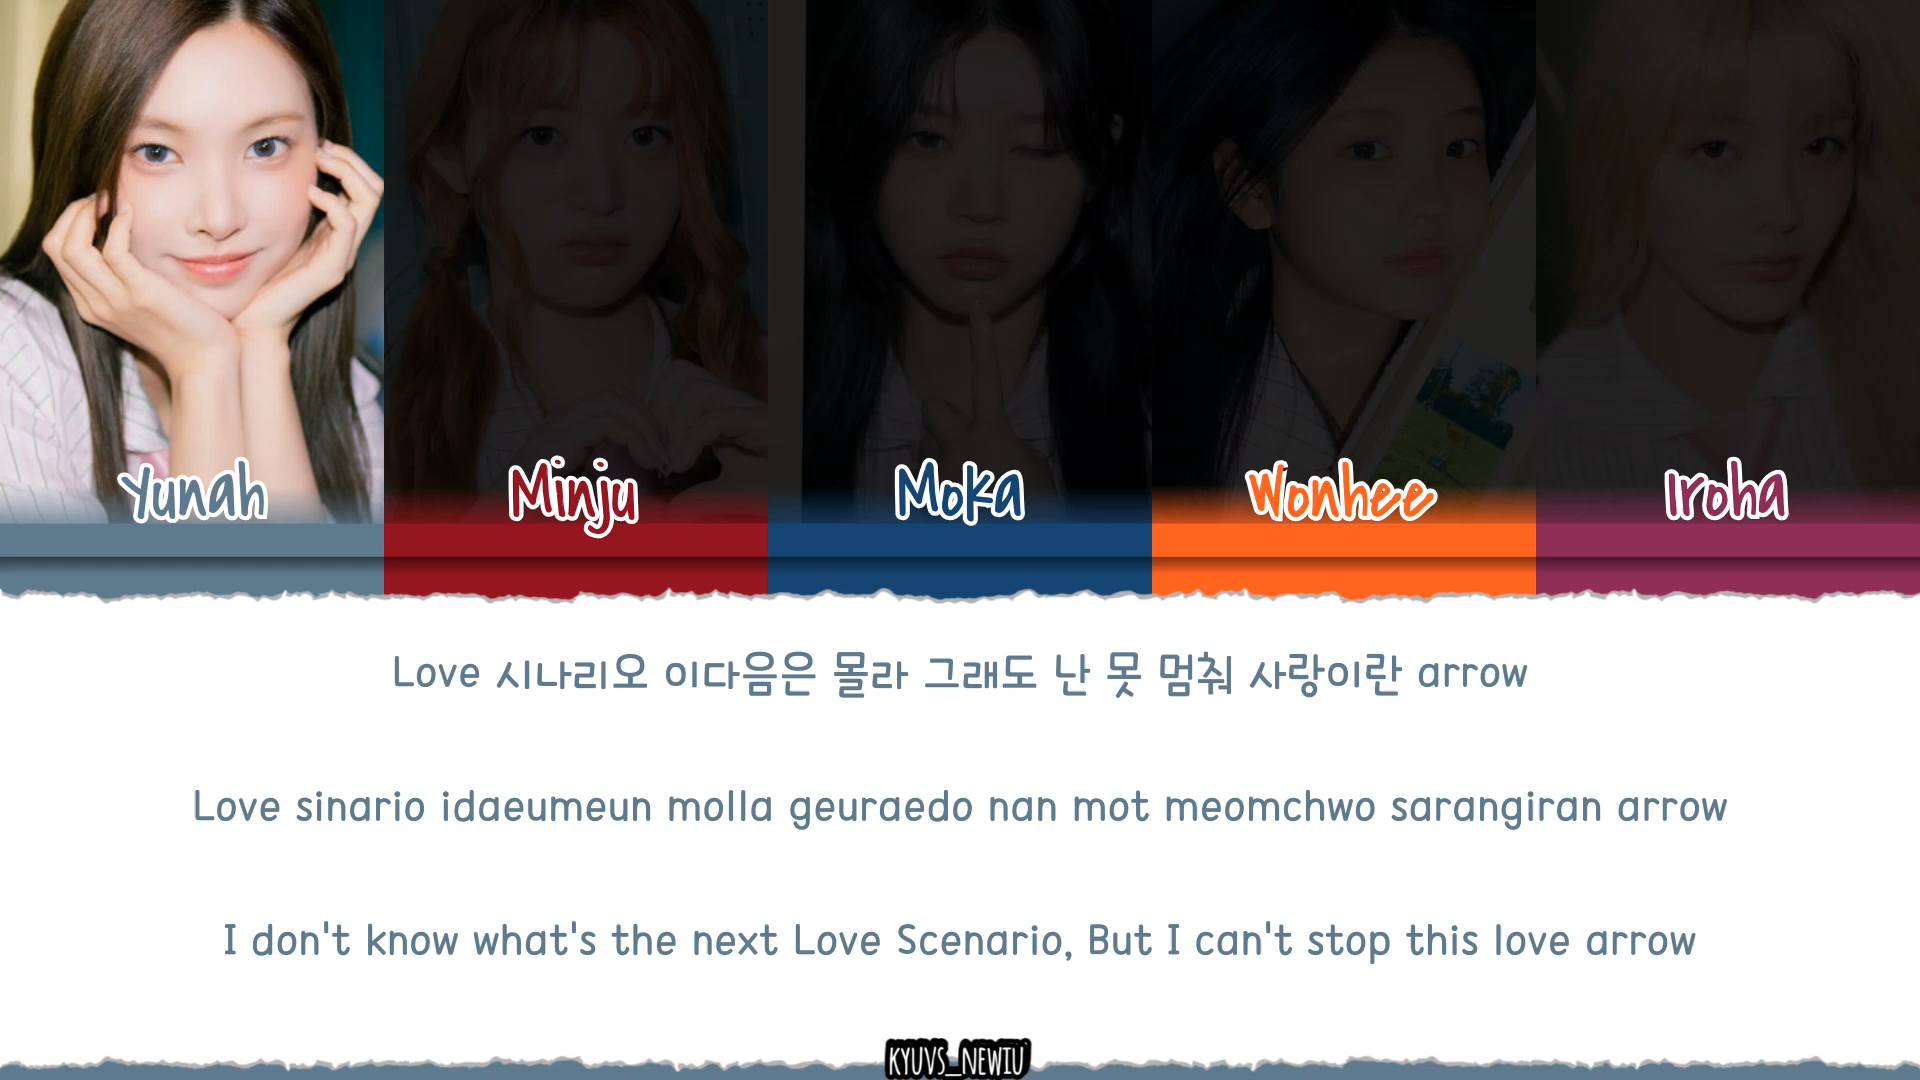 Yunah Minju Moka Wonhee Iroha
Love 시나리오 이다음은 몰라 그래도 난 못 멈춰 사랑이란 arrow
Love sinario idaeumeun molla geuraedo nan mot meomchwo sarangiran arrow
I don't know what's the next Love Scenario, But I can't stop this love arrow
KYUVS_NEWIU